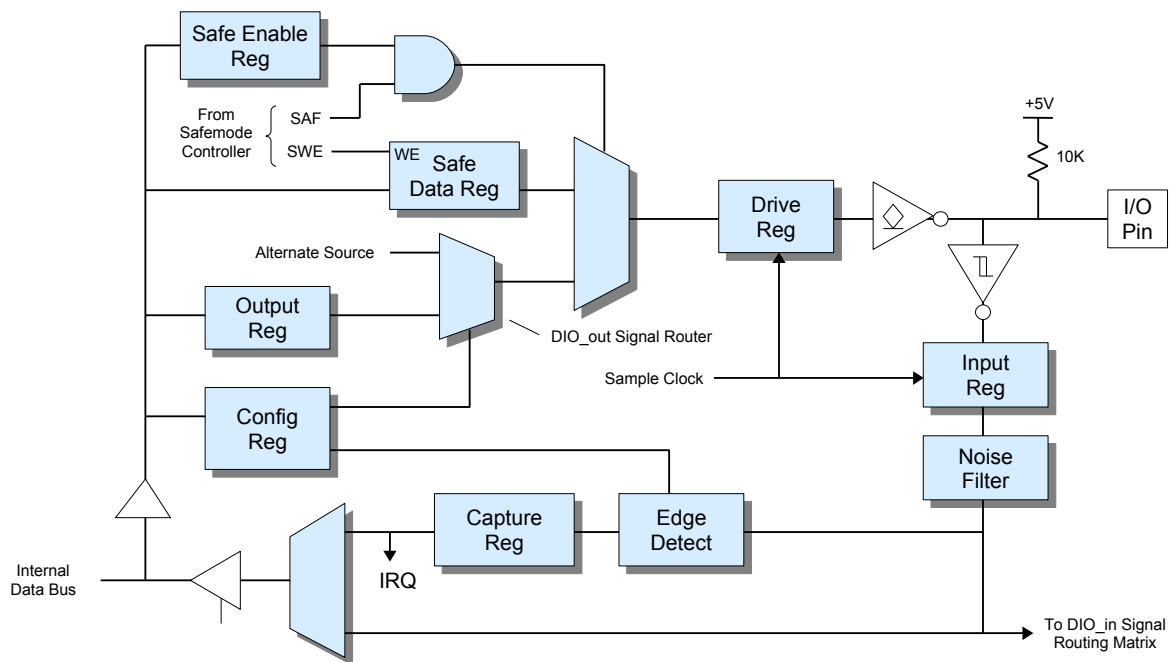 Safe Enable
Reg
+5V
From
Safemode
Controller
SAF
SWE
WE
Safe
Data Reg
10K
Drive
Reg
I/O
Pin
Alternate Source
Output
Reg
DIO_out Signal Router
Sample Clock
Input
Reg
Config
Reg
Noise
Filter
Capture
Reg
Edge
Detect
IRQ
Internal
Data Bus
To DIO_in Signal
Routing Matrix